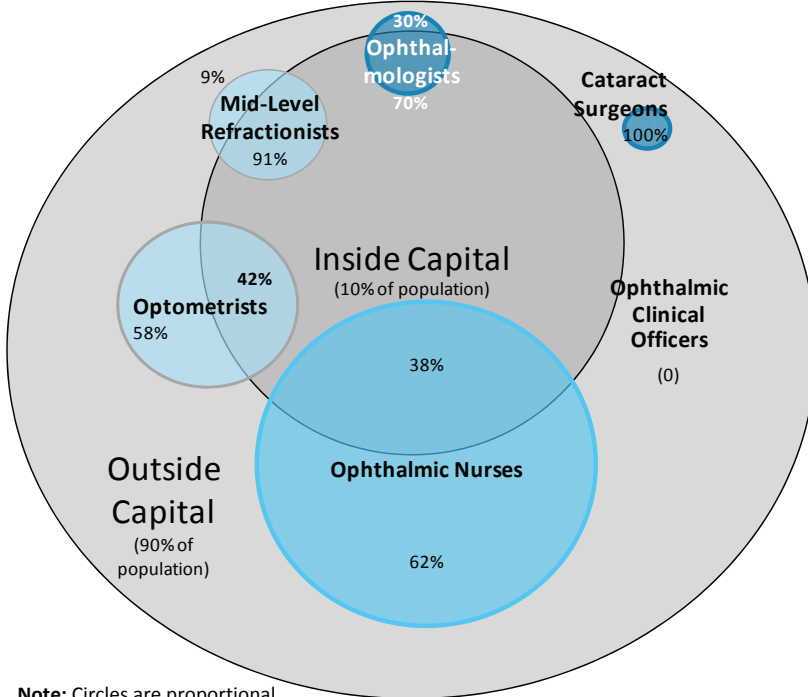 30%
Ophthal-
mologists
70%
9%
Mid-Level
Refractionists
91%
Cataract
Surgeons
100%
Inside Capital
(10% of population)
42%
Optometrists
58%
Ophthalmic
Clinical
Officers
(0)
38%
Ophthalmic Nurses
62%
Outside
Capital
(90% of
population)
Note: Circles are proportional